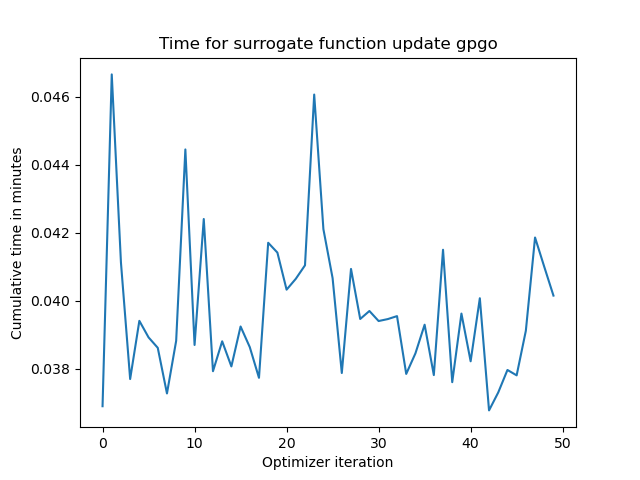 Time for surrogate function update gpgo
Cumulative time in minutes
0.046
0.044
0.042
0.040
0.038
0 10 20 30 40 50
Optimizer iteration